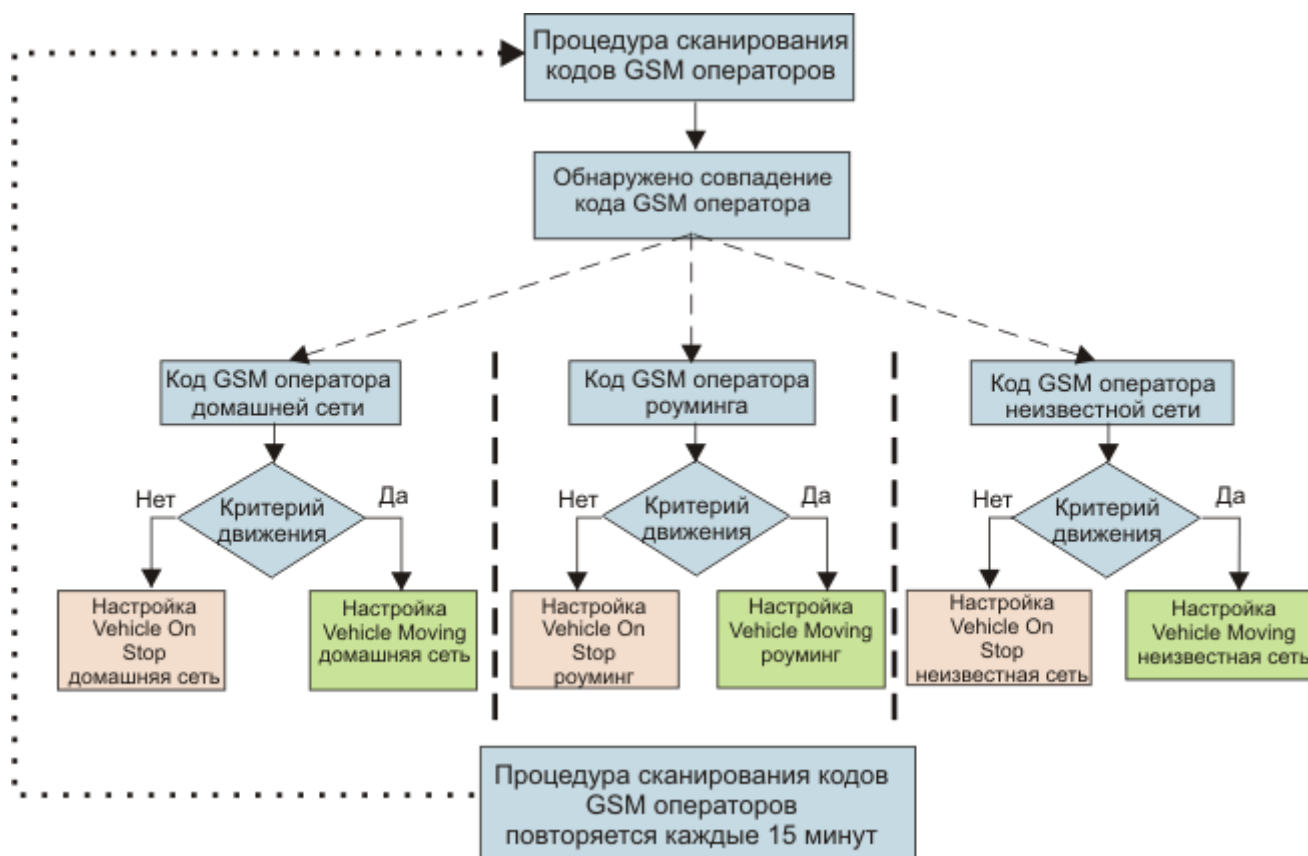 Процедура сканирования
кодов GSM операторов
Обнаружено совпадение
кода GSM оператора
Код GSM оператора
домашней сети
Код GSM оператора
роуминга
Код GSM оператора
неизвестной сети
Нет
Критерий
движения
Да
Нет
Критерий
движения
Да
Нет
Критерий
движения
Да
Настройка
Vehicle On
Stop
домашняя сеть
Настройка
Vehicle Moving
домашняя сеть
Настройка
Vehicle On
Stop
роуминг
Настройка
Vehicle Moving
роуминг
Настройка
Vehicle On
Stop
неизвестная сеть
Настройка
Vehicle Moving
неизвестная сеть
Процедура сканирования кодов
GSM операторов
повторяется каждые 15 минут